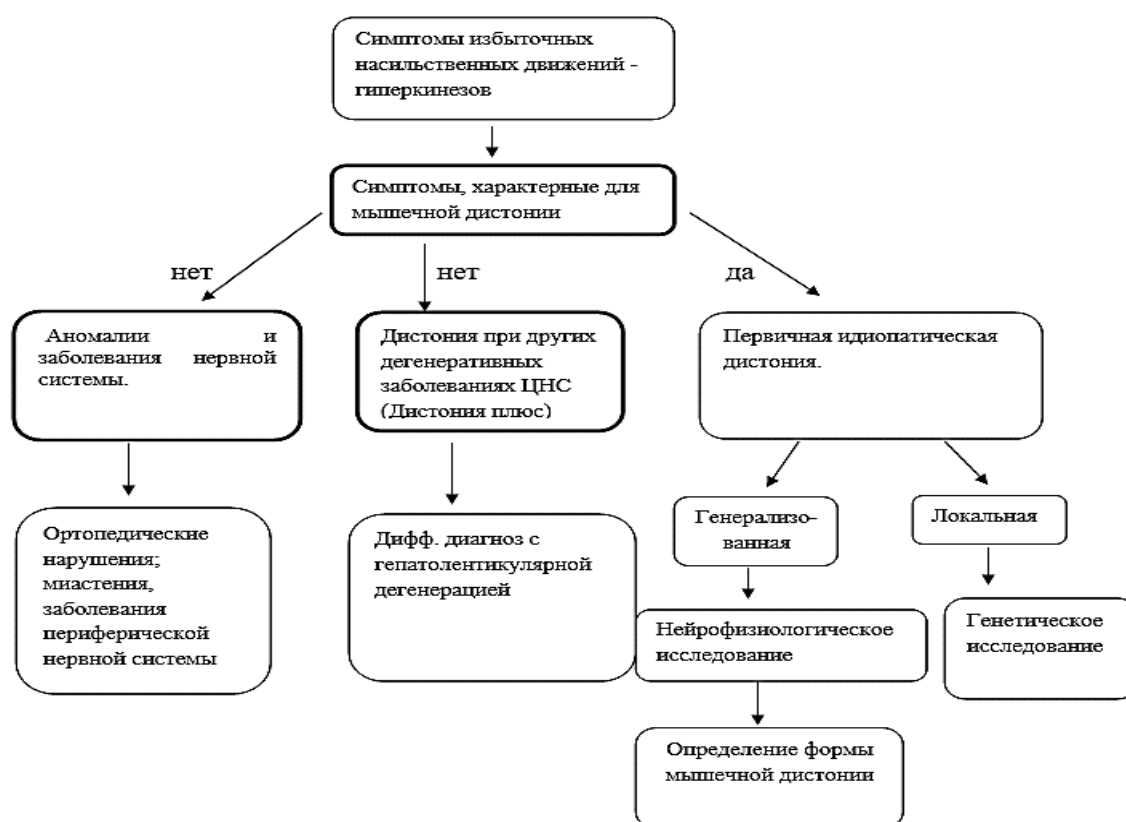 Симптомы избыточных
насильственных движений -
гиперкинезов
Симптомы, характерные для
мышечной дистонии
нет
нет
да
Аномалии и
заболевания нервной
системы.
Дистония при других
дегенеративных
заболеваниях ЦНС
(Дистония плюс)
Первичная идиопатическая
дистония.
Ортопедические
нарушения;
миастения,
заболевания
периферической
нервной системы
Дифф. диагноз с
гепатолентикулярной
дегенерацией
Генерализо-
ванная
Локальная
Нейрофизиологическое
исследование
Генетическое
исследование
Определение формы
мышечной дистонии